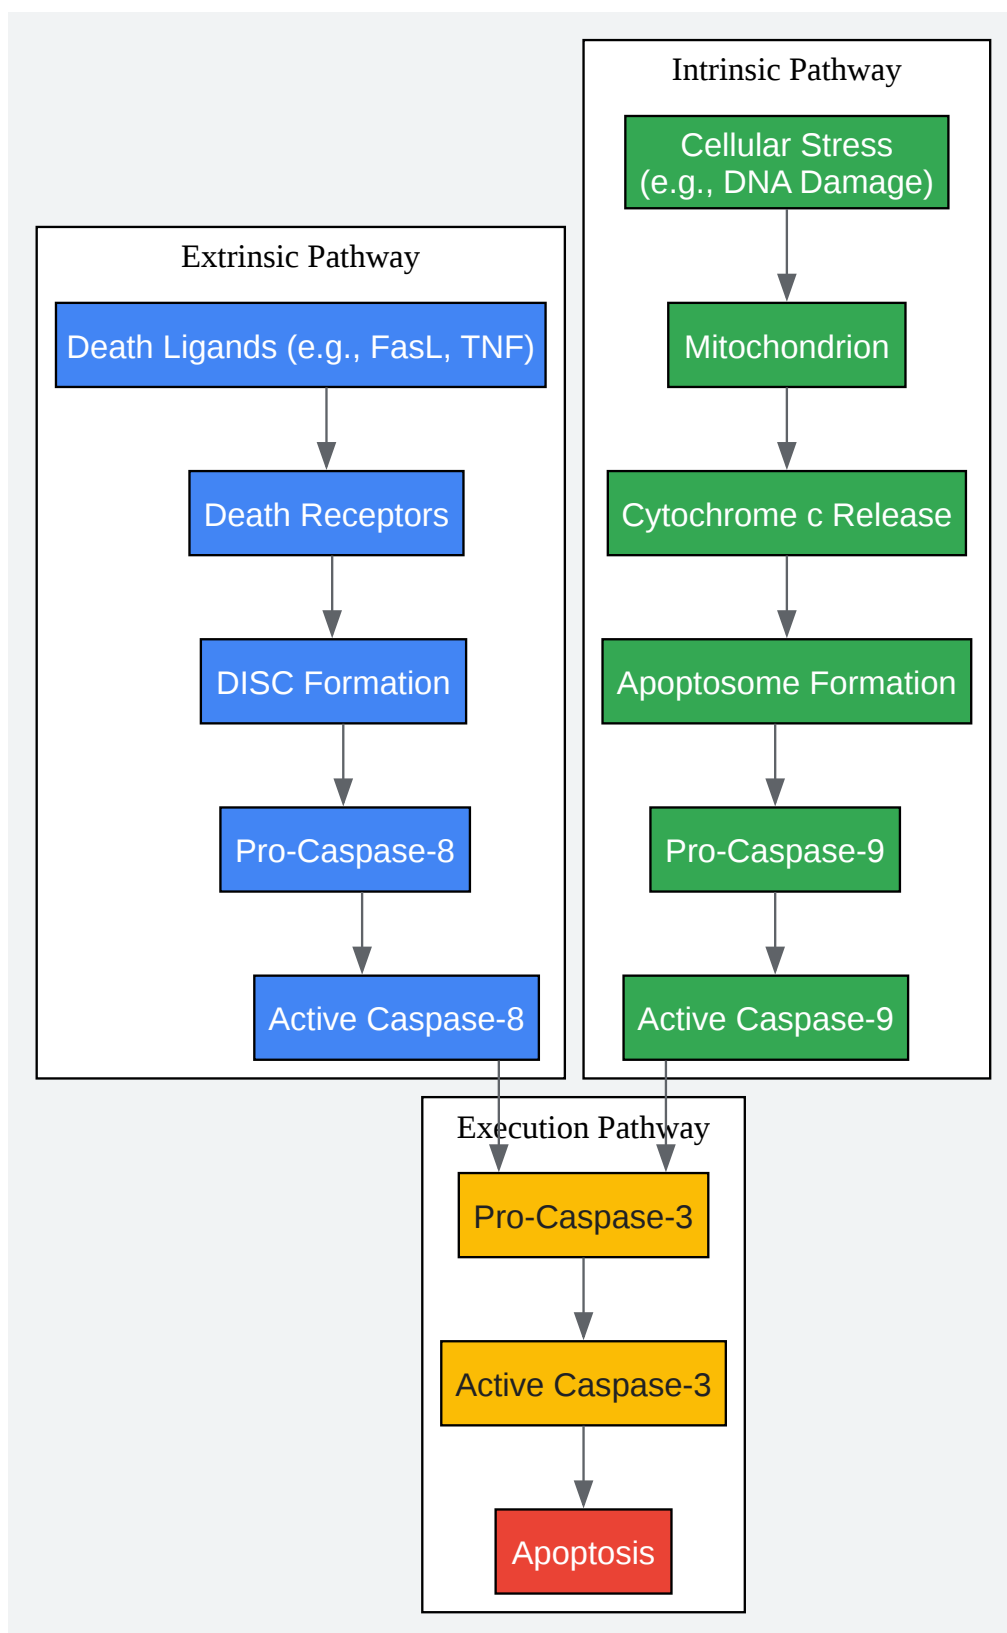 Intrinsic Pathway
Cellular Stress
(e.g., DNA Damage)
Mitochondrion
Cytochrome c Release
Apoptosome Formation
Pro-Caspase-9
Active Caspase-9
Extrinsic Pathway
Death Ligands (e.g., FasL, TNF)
Death Receptors
DISC Formation
Pro-Caspase-8
Active Caspase-8
Execution Pathway
Pro-Caspase-3
Active Caspase-3
Apoptosis